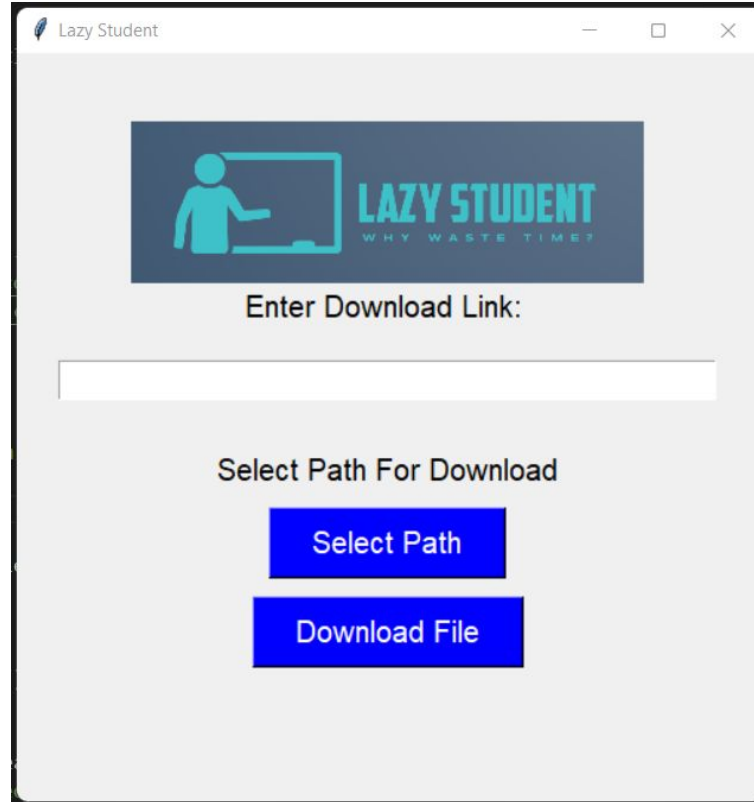 Lazy Student
LAZY STUDENT
WHY WASTE TIME?
Enter Download Link:
Select Path For Download
Select Path
Download File